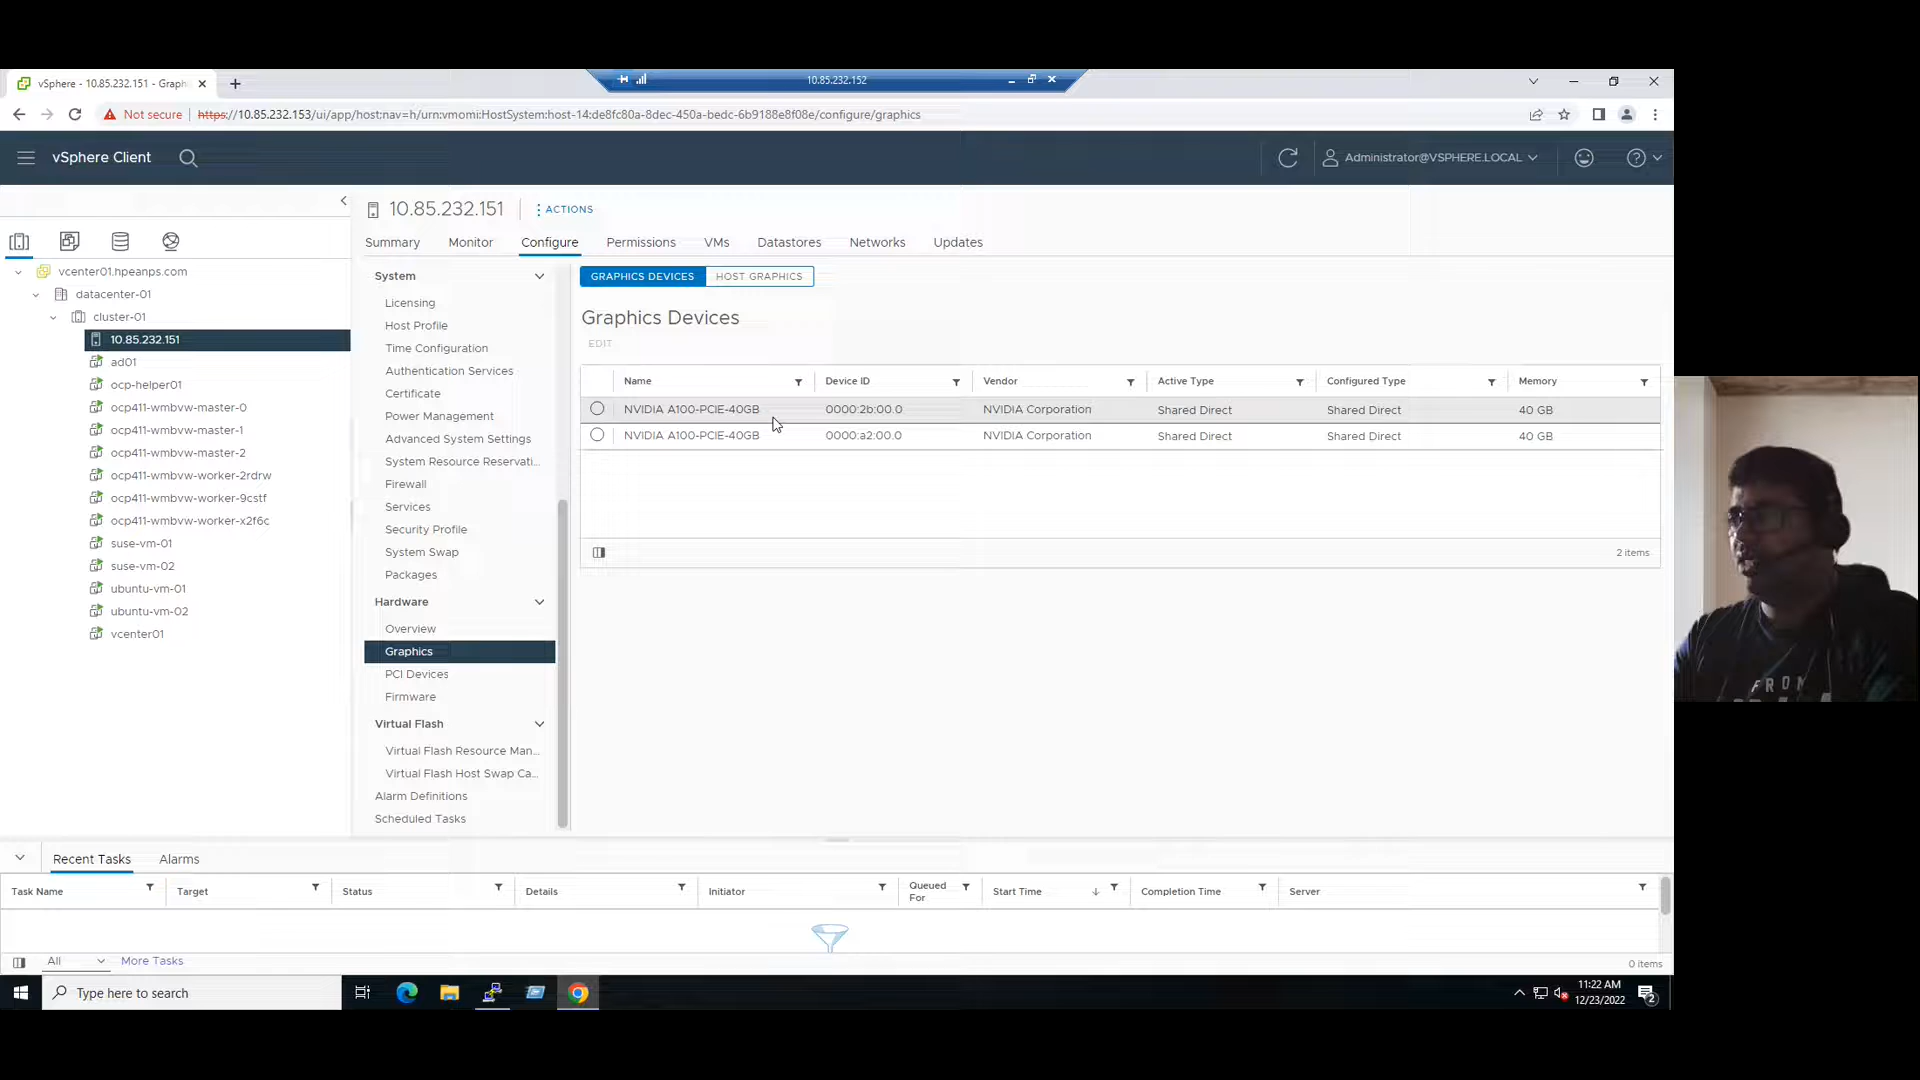 vSphere - 10.85.232.151 - Graph
10.85.232.152
Not secure
https://10.85.232.153/ui/app/host:nav=h/urn:vmomi:HostSystem:host-14:de8fc80a-8dec-450a-bedc-6b9188e8f08e/configure/graphics
vSphere Client
Administrator@VSPHERE.LOCAL
10.85.232.151
ACTIONS
Summary
Monitor
Configure
Permissions
VMs
Datastores
Networks
Updates
vcenter01.hpeanps.com
datacenter-01
cluster-01
10.85.232.151
ad01
ocp-helper01
ocp411-wmbvw-master-0
ocp411-wmbvw-master-1
ocp411-wmbvw-master-2
ocp411-wmbvw-worker-2rdrw
ocp411-wmbvw-worker-9cstf
ocp411-wmbvw-worker-x2f6c
suse-vm-01
suse-vm-02
ubuntu-vm-01
ubuntu-vm-02
vcenter01
System
Licensing
Host Profile
Time Configuration
Authentication Services
Certificate
Power Management
Advanced System Settings
System Resource Reservati...
Firewall
Services
Security Profile
System Swap
Packages
Hardware
Overview
Graphics
PCI Devices
Firmware
Virtual Flash
Virtual Flash Resource Man...
Virtual Flash Host Swap Ca...
Alarm Definitions
Scheduled Tasks
GRAPHICS DEVICES
HOST GRAPHICS
Graphics Devices
EDIT
Name Device ID Vendor Active Type Configured Type Memory
NVIDIA A100-PCIE-40GB 0000:2b:00.0 NVIDIA Corporation Shared Direct Shared Direct 40 GB
NVIDIA A100-PCIE-40GB 0000:a2:00.0 NVIDIA Corporation Shared Direct Shared Direct 40 GB
2 items
Recent Tasks
Alarms
Task Name Target Status Details Initiator Queued For Start Time Completion Time Server
All
More Tasks
0 items
Type here to search
11:22 AM
12/23/2022
2